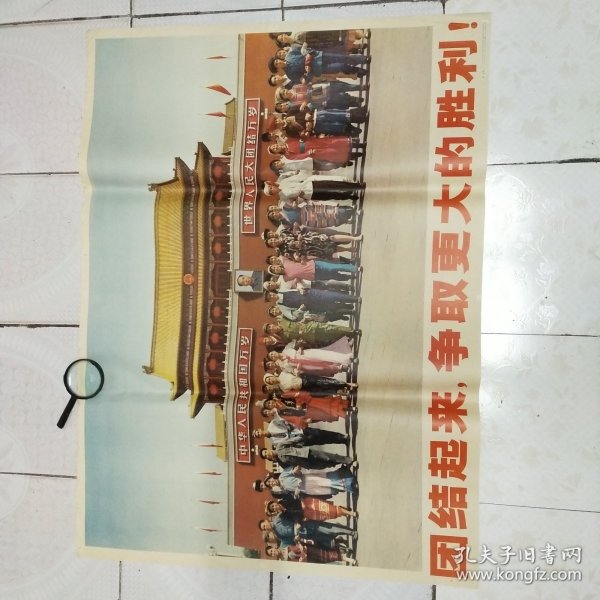 中华人民共和国万岁
世界人民大团结万岁
团结起来，争取更大的胜利！
孔夫子旧书网
www.kongfz.com